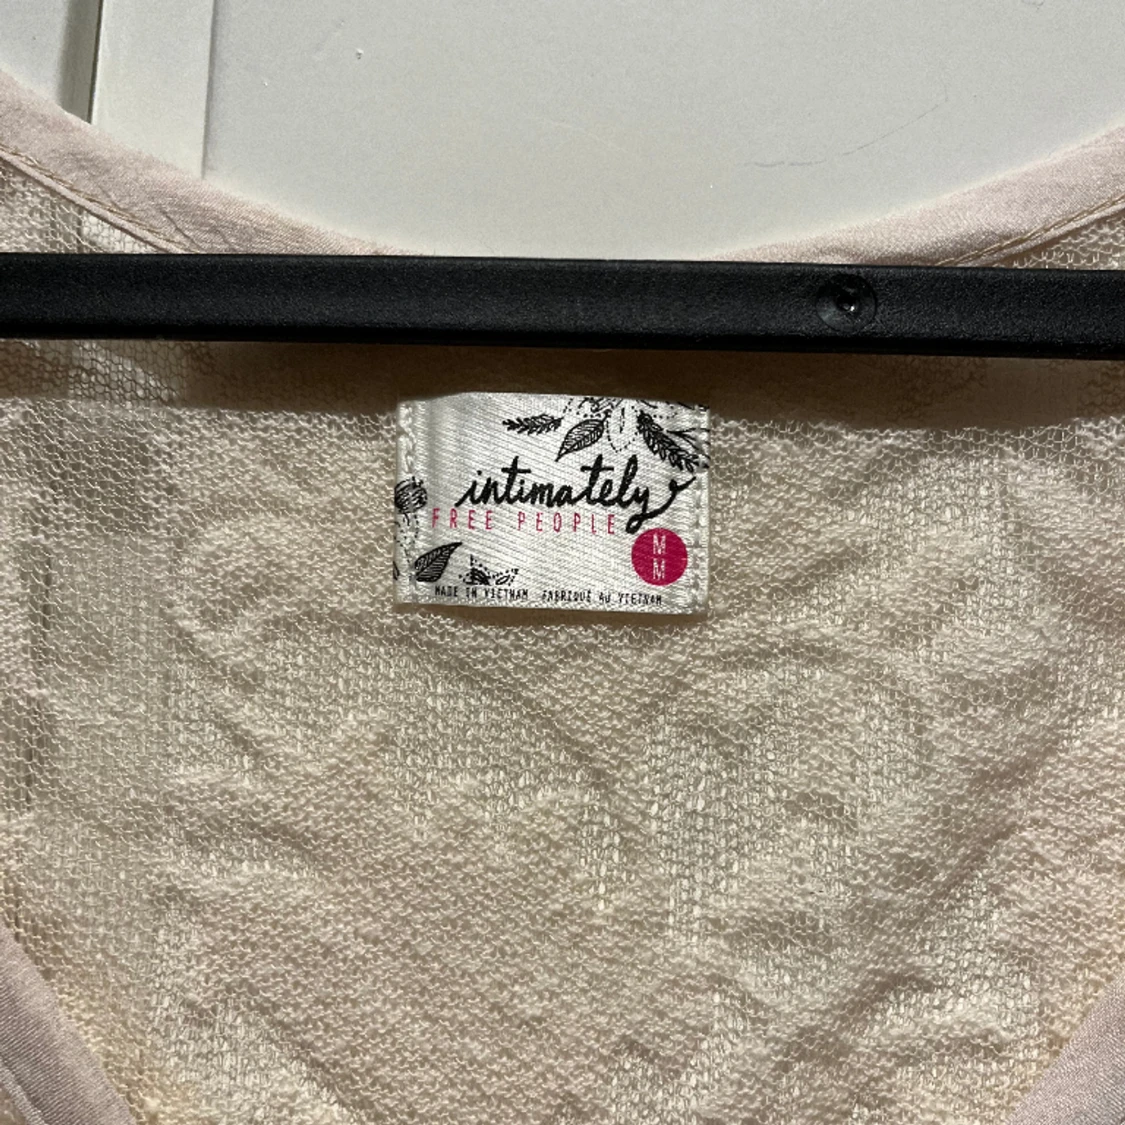 intimately
FREE PEOPLE
M
M
MADE IN VIETNAM FABRIQUÉ AU VIETNAM